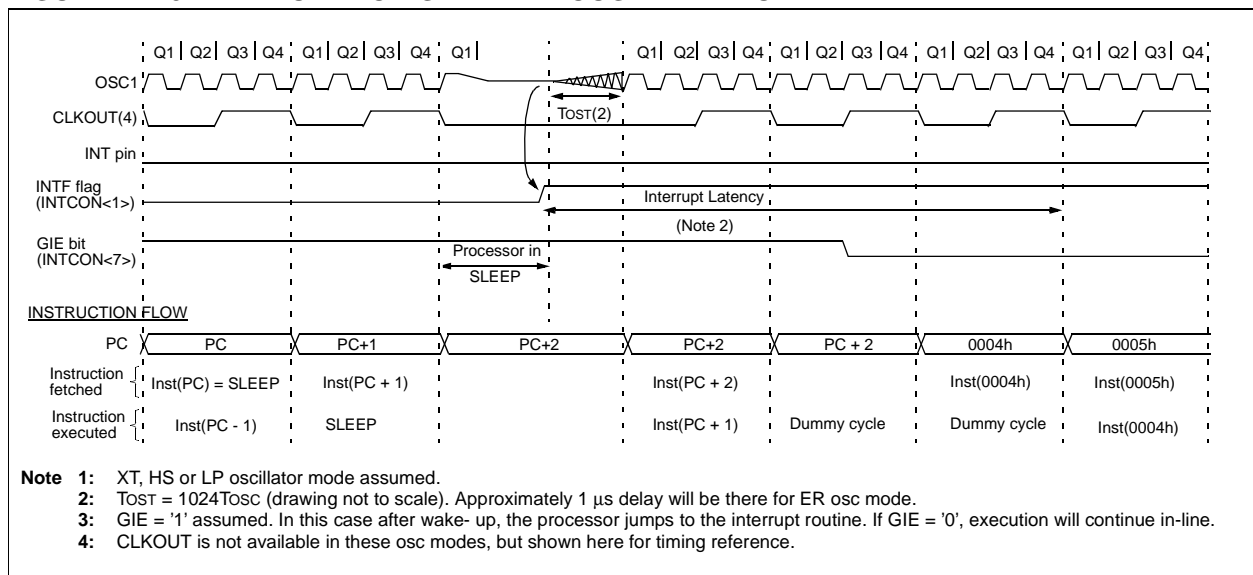 Q1 Q2 Q3 Q4 Q1 Q2 Q3 Q4 Q1 Q1 Q2 Q3 Q4 Q1 Q2 Q3 Q4 Q1 Q2 Q3 Q4 Q1 Q2 Q3 Q4
OSC1
TOST(2)
CLKOUT(4)
INT pin
INTF flag
(INTCON<1>)
Interrupt Latency
(Note 2)
GIE bit
(INTCON<7>)
Processor in
SLEEP
INSTRUCTION FLOW
PC PC PC+1 PC+2 PC+2 PC + 2 0004h 0005h
Instruction
fetched
Inst(PC) = SLEEP Inst(PC + 1) Inst(PC + 2) Inst(0004h) Inst(0005h)
Instruction
executed
Inst(PC - 1) SLEEP Inst(PC + 1) Dummy cycle Dummy cycle Inst(0004h)
Note 1: XT, HS or LP oscillator mode assumed.
2: TOST = 1024TOSC (drawing not to scale). Approximately 1 µs delay will be there for ER osc mode.
3: GIE = '1' assumed. In this case after wake- up, the processor jumps to the interrupt routine. If GIE = '0', execution will continue in-line.
4: CLKOUT is not available in these osc modes, but shown here for timing reference.